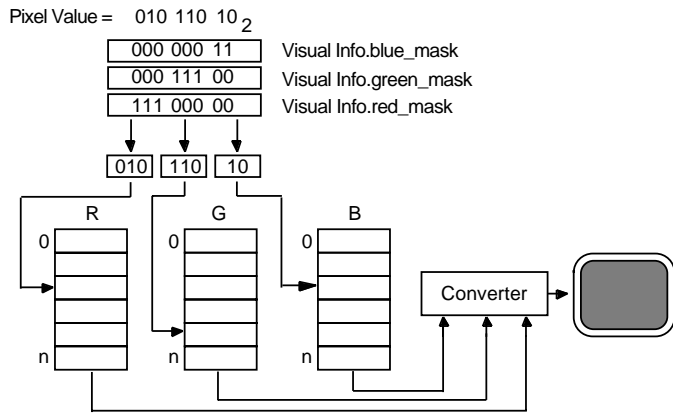 Pixel Value = 010 110 10 2
000 000 11 Visual Info.blue_mask
000 111 00 Visual Info.green_mask
111 000 00 Visual Info.red_mask
010 110 10
R G B
0 0 0
Converter
n n n